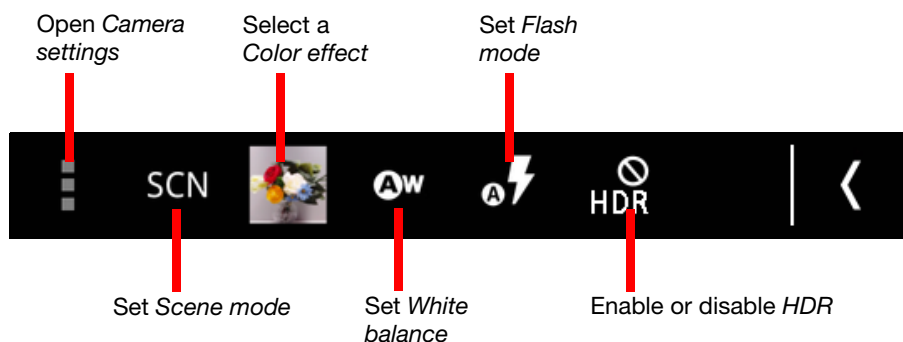 Open Camera
settings
Select a
Color effect
Set Flash
mode
SCN
AW
A
HDR
Set Scene mode
Set White
balance
Enable or disable HDR